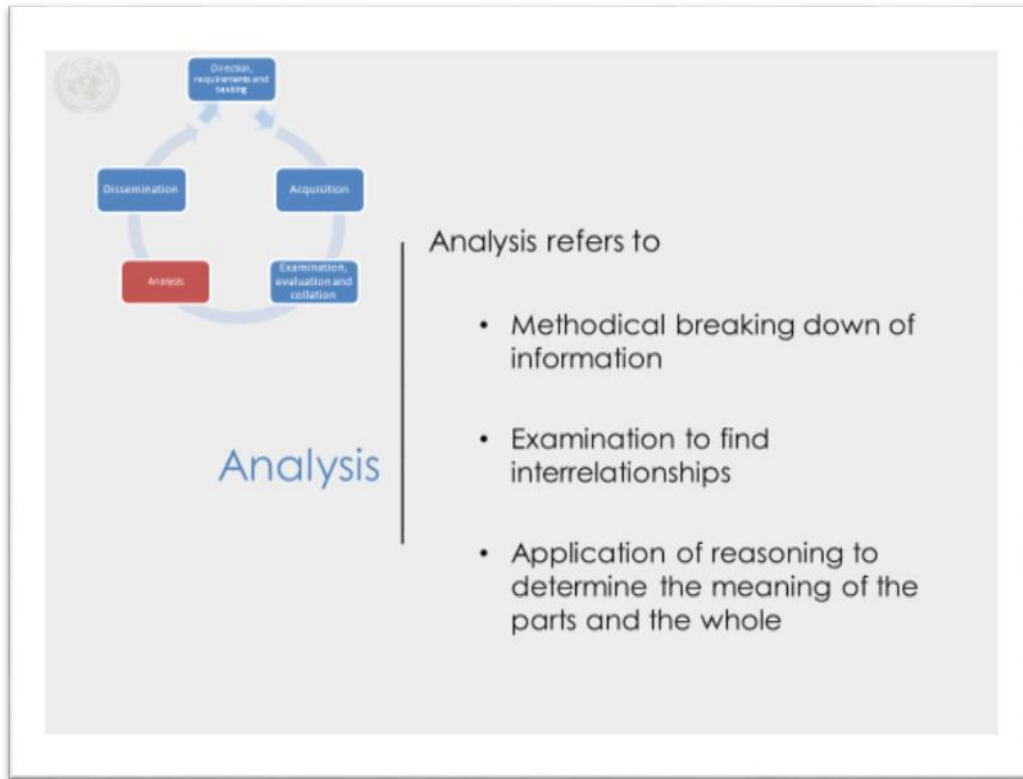 Direction,
requirements and
tasking
Dissemination
Acquisition
Analysis
Examination,
evaluation and
collation
Analysis
Analysis refers to
• Methodical breaking down of
information
• Examination to find
interrelationships
• Application of reasoning to
determine the meaning of the
parts and the whole